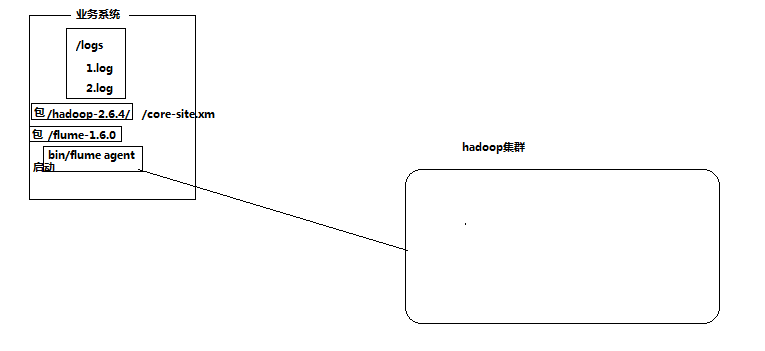 业务系统
/logs
1.log
2.log
包 /hadoop-2.6.4/ /core-site.xm
包 /flume-1.6.0
bin/flume agent
启动
hadoop集群